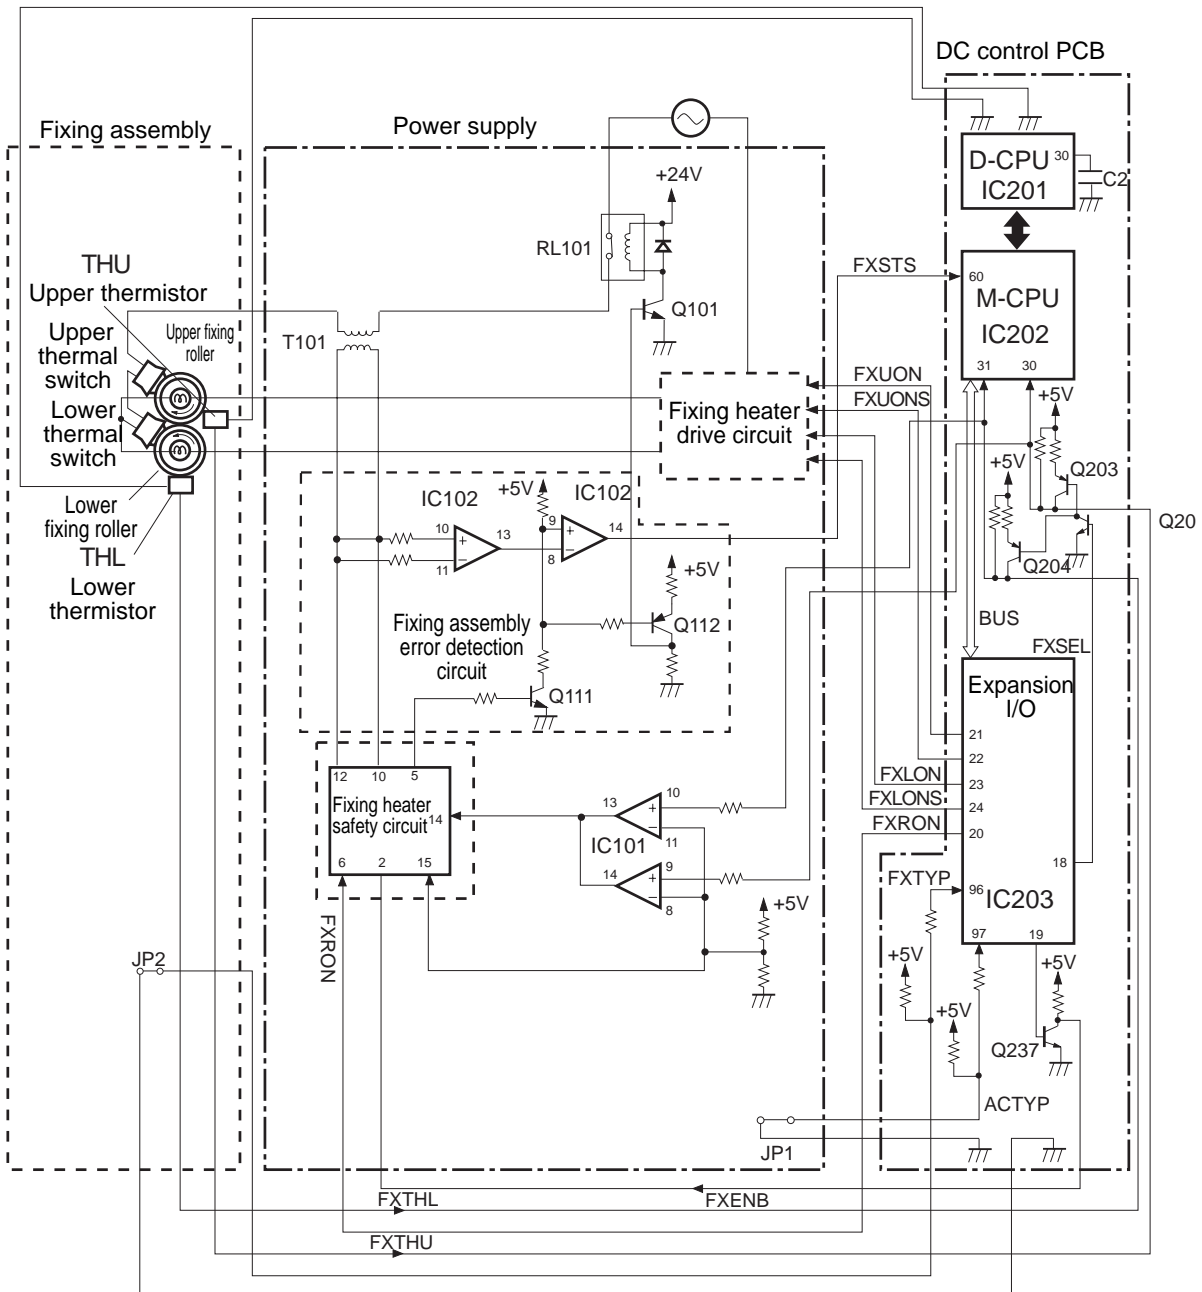 DC control PCB
Fixing assembly
Power supply
D-CPU
30
IC201
C2
+24V
RL101
THU
Upper thermistor
FXSTS
60
M-CPU
IC202
Q101
Upper
thermal
switch
Upper fixing
roller
T101
31
30
FXUON
FXUONS
+5V
Lower
thermal
switch
Fixing heater
drive circuit
Q203
+5V
+5V
IC102
IC102
Lower
fixing roller
10
13
9
14
11
8
Q20
Q204
THL
Lower
thermistor
+5V
BUS
Fixing assembly
error detection
circuit
Q112
FXSEL
Q111
Expansion
I/O
21
22
FXLON
23
FXLONS
24
FXRON
20
12
10
5
Fixing heater
safety circuit
14
13
10
IC101
11
6
2
15
14
9
8
18
FXTYP
96
IC203
FXRON
+5V
97
19
JP2
+5V
+5V
+5V
Q237
ACTYP
JP1
FXTHL
FXENB
FXTHU